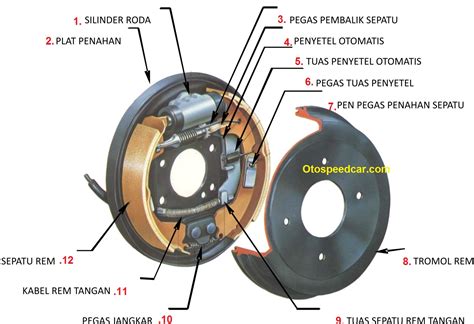 1. SILINDER RODA
2. PLAT PENAHAN
3. PEGAS PEMBALIK SEPATU
4. PENYETEL OTOMATIS
5. TUAS PENYETEL OTOMATIS
6. PEGAS TUAS PENYETEL
7. PEN PEGAS PENAHAN SEPATU
Otospeedcar.com
SEPATU REM .12
8. TROMOL REM
KABEL REM TANGAN .11
PEGAS JANGKAR .10
9. TUAS SEPATU REM TANGAN